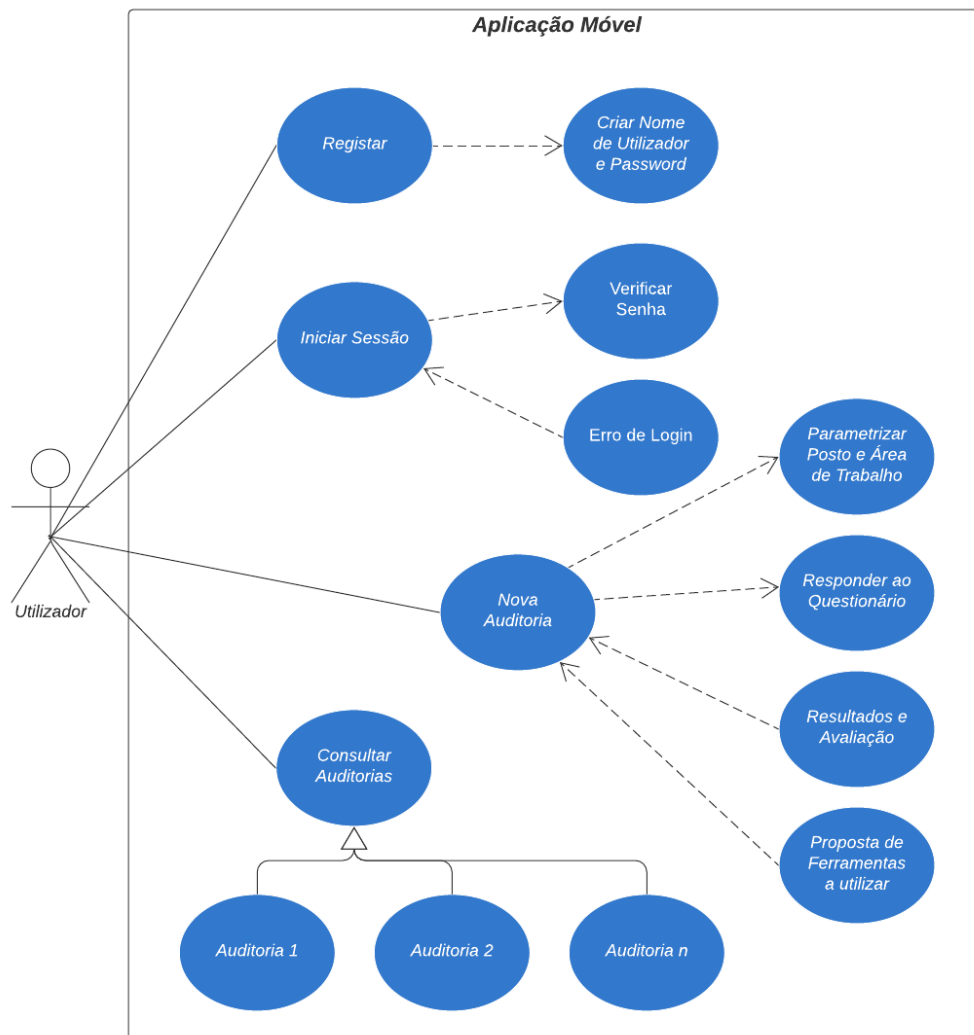 Aplicação Móvel
Registar
Criar Nome
de Utilizador
e Password
Verificar
Senha
Iniciar Sessão
Erro de Login
Parametrizar
Posto e Área
de Trabalho
Utilizador
Nova
Auditoria
Responder ao
Questionário
Resultados e
Avaliação
Consultar
Auditorias
Proposta de
Ferramentas
a utilizar
Auditoria 1
Auditoria 2
Auditoria n